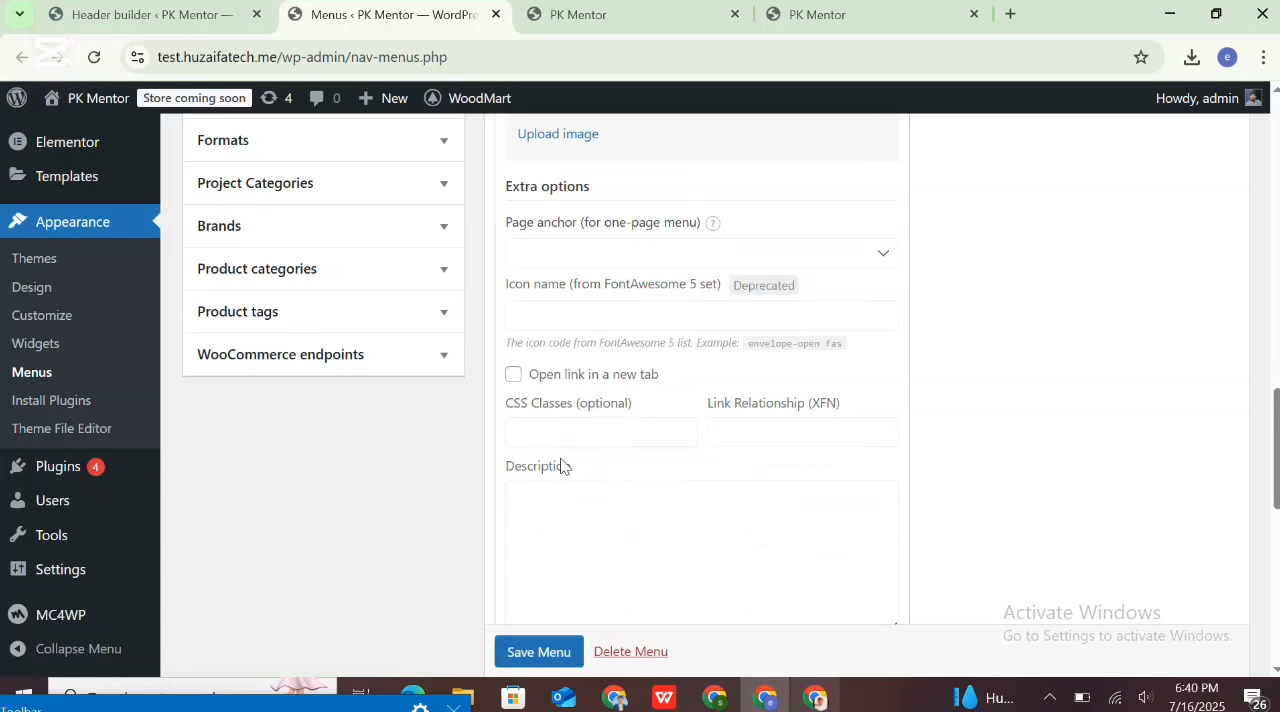 Header builder ‹ PK Mentor —
Menus ‹ PK Mentor — WordPre
PK Mentor
PK Mentor
test.huzaifatech.me/wp-admin/nav-menus.php
e
PK Mentor
Store coming soon
4
0
New
WoodMart
Howdy, admin
Elementor
Templates
Appearance
Themes
Design
Customize
Widgets
Menus
Install Plugins
Theme File Editor
Plugins 4
Users
Tools
Settings
MC4WP
Collapse Menu
Formats
Project Categories
Brands
Product categories
Product tags
WooCommerce endpoints
Upload image
Extra options
Page anchor (for one-page menu) ?
Icon name (from FontAwesome 5 set) Deprecated
The icon code from FontAwesome 5 list. Example: envelope-open fas
Open link in a new tab
CSS Classes (optional)
Link Relationship (XFN)
Description
Save Menu
Delete Menu
Activate Windows
Go to Settings to activate Windows.
Hu...
6:40 PM
7/16/2025
26
Toolbar